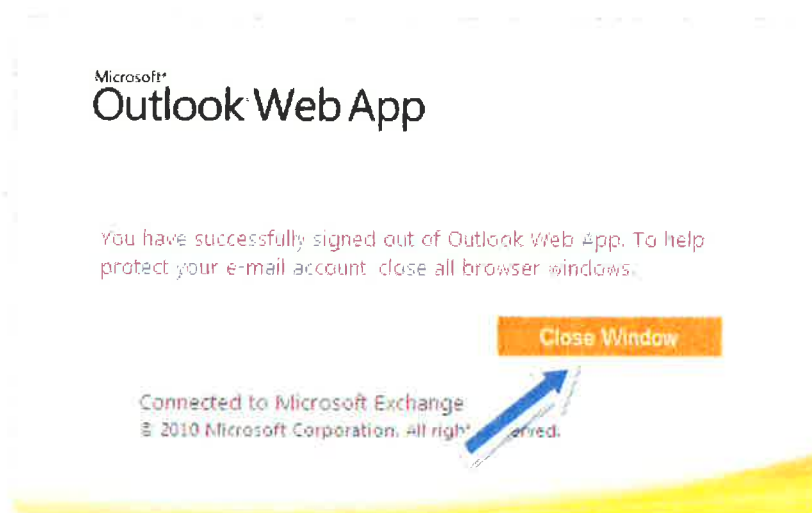 Microsoft®
Outlook Web App
You have successfully signed out of Outlook Web App. To help
protect your e-mail account, close all browser windows.
Close Window
Connected to Microsoft Exchange
© 2010 Microsoft Corporation. All